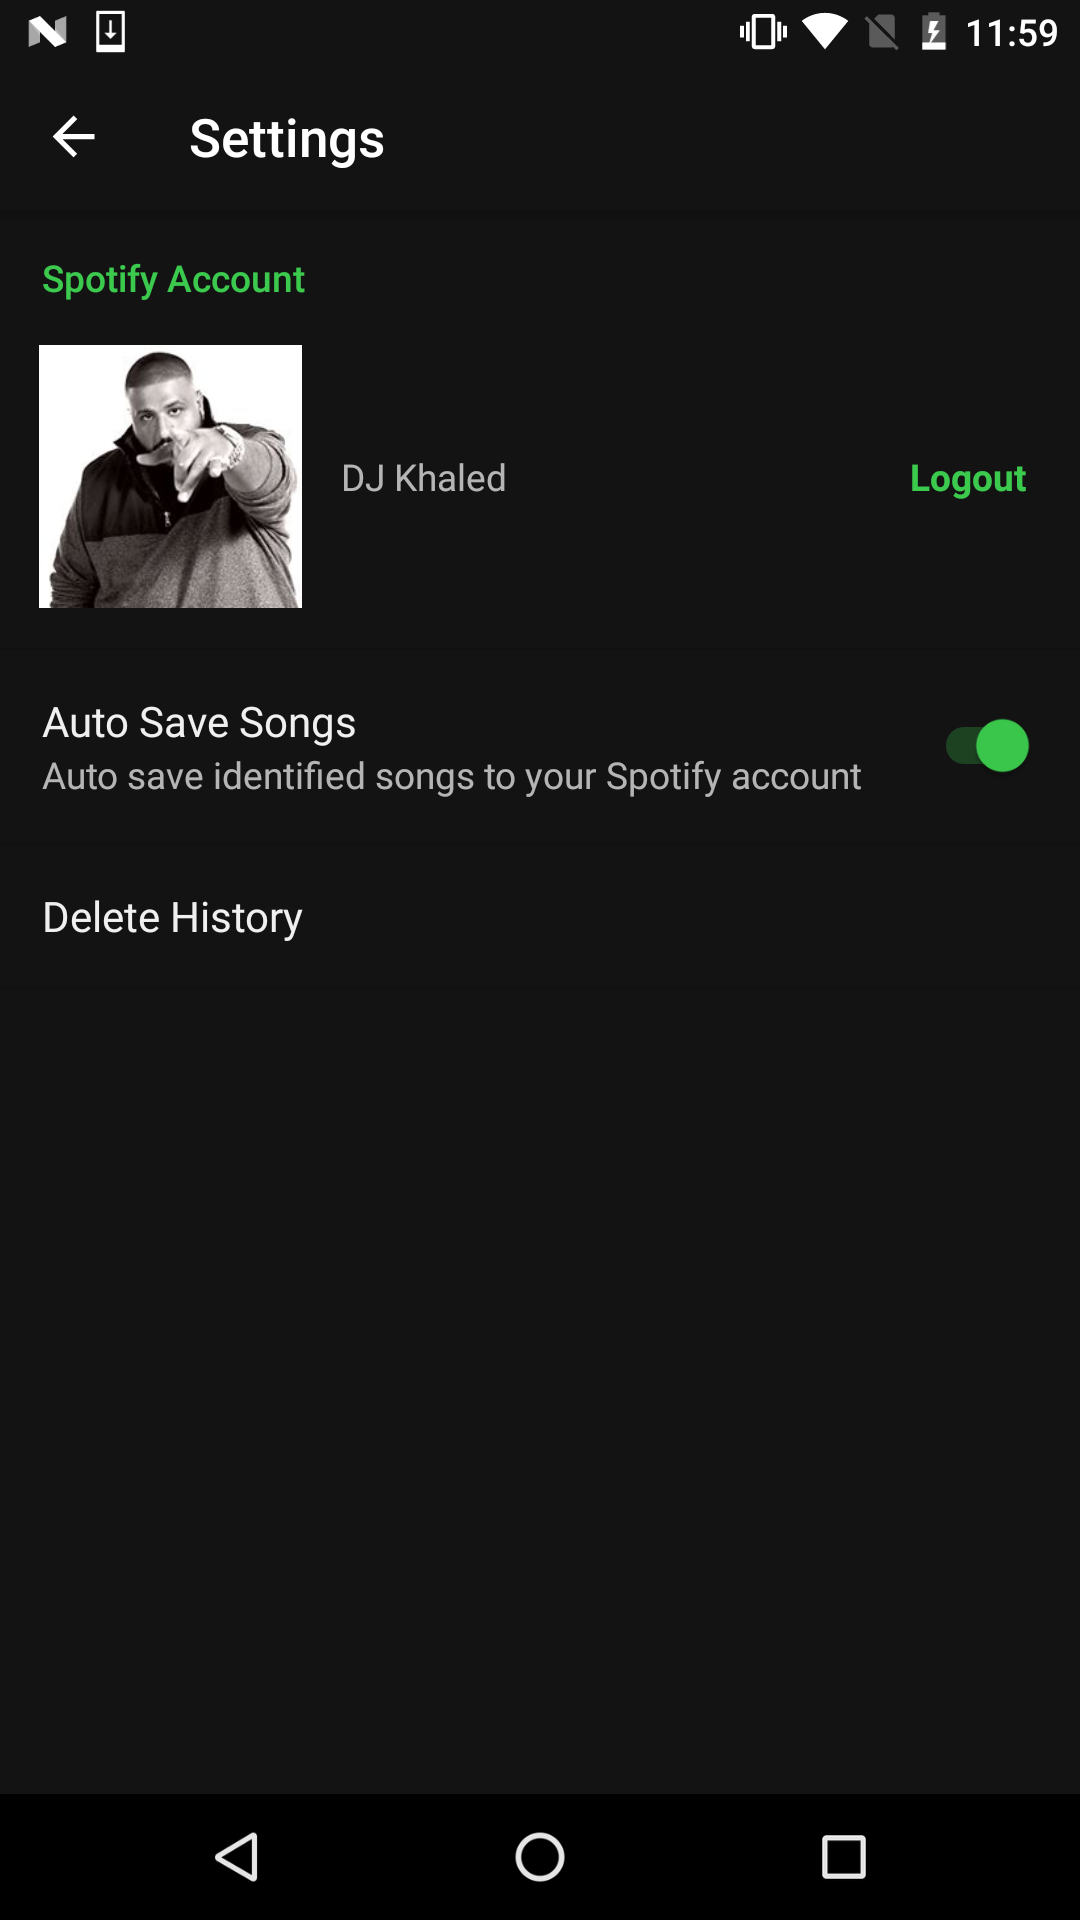 11:59
Settings
Spotify Account
DJ Khaled
Logout
Auto Save Songs
Auto save identified songs to your Spotify account
Delete History